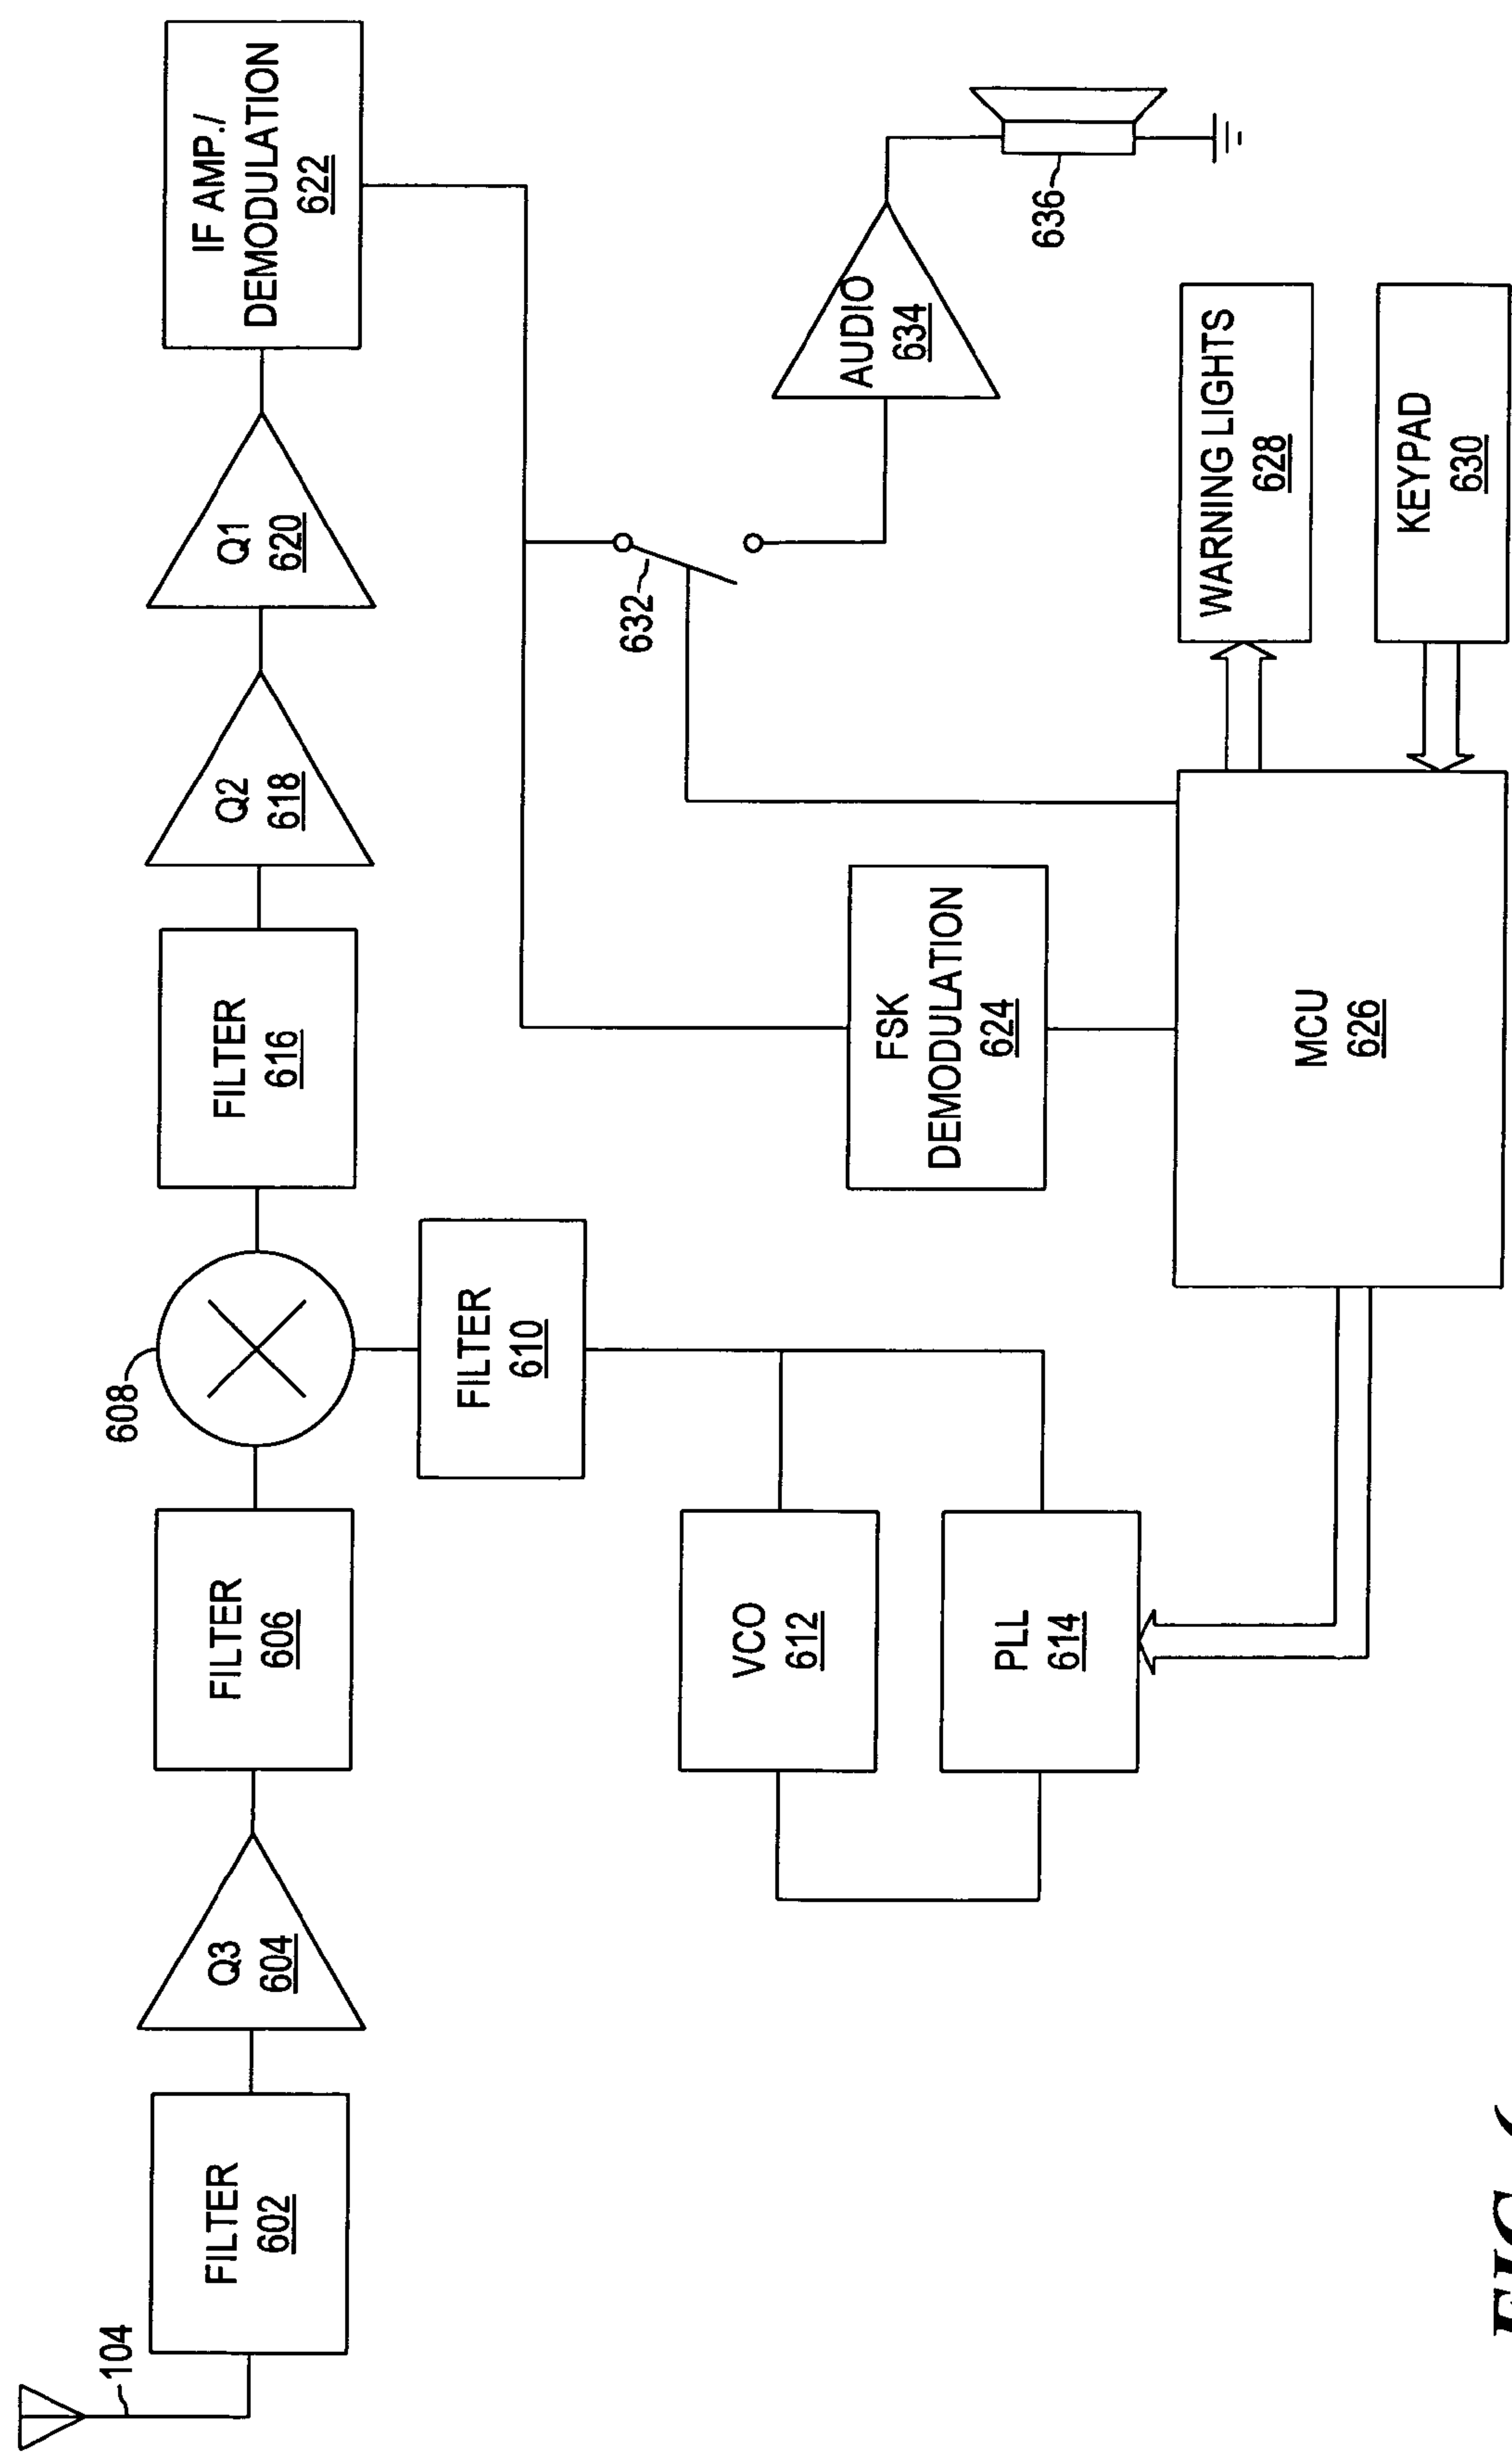 104
FILTER
602
Q3
604
FILTER
606
608
FILTER
616
Q2
618
Q1
620
IF AMP./
DEMODULATION
622
FILTER
610
VCO
612
PLL
614
FSK
DEMODULATION
624
632
AUDIO
634
636
MCU
626
WARNING LIGHTS
628
KEYPAD
630
FIG.